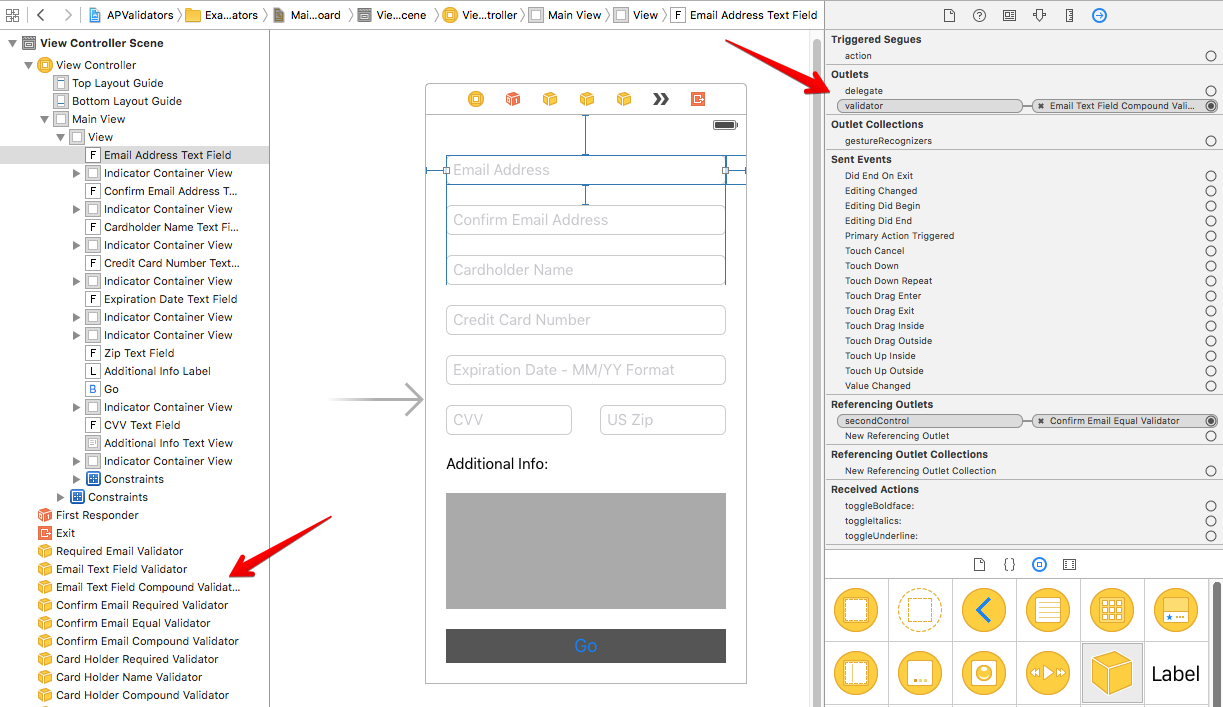 APValidators
Exa...ators
Mai...oard
Vie...cene
Vie...troller
Main View
View
F
Email Address Text Field
View Controller Scene
View Controller
Top Layout Guide
Bottom Layout Guide
Main View
View
F Email Address Text Field
Indicator Container View
F Confirm Email Address T...
Indicator Container View
F Cardholder Name Text Fi...
Indicator Container View
F Credit Card Number Text...
Indicator Container View
F Expiration Date Text Field
Indicator Container View
Indicator Container View
F Zip Text Field
L Additional Info Label
B Go
Indicator Container View
F CVV Text Field
Additional Info Text View
Indicator Container View
Constraints
Constraints
First Responder
Exit
Required Email Validator
Email Text Field Validator
Email Text Field Compound Validat...
Confirm Email Required Validator
Confirm Email Equal Validator
Confirm Email Compound Validator
Card Holder Required Validator
Card Holder Name Validator
Card Holder Compound Validator
Email Address
Confirm Email Address
Cardholder Name
Credit Card Number
Expiration Date - MM/YY Format
CVV
US Zip
Additional Info:
Go
Triggered Segues
action
Outlets
delegate
validator
Email Text Field Compound Vali...
Outlet Collections
gestureRecognizers
Sent Events
Did End On Exit
Editing Changed
Editing Did Begin
Editing Did End
Primary Action Triggered
Touch Cancel
Touch Down
Touch Down Repeat
Touch Drag Enter
Touch Drag Exit
Touch Drag Inside
Touch Drag Outside
Touch Up Inside
Touch Up Outside
Value Changed
Referencing Outlets
secondControl
Confirm Email Equal Validator
New Referencing Outlet
Referencing Outlet Collections
New Referencing Outlet Collection
Received Actions
toggleBoldface:
toggleItalics:
toggleUnderline:
Label